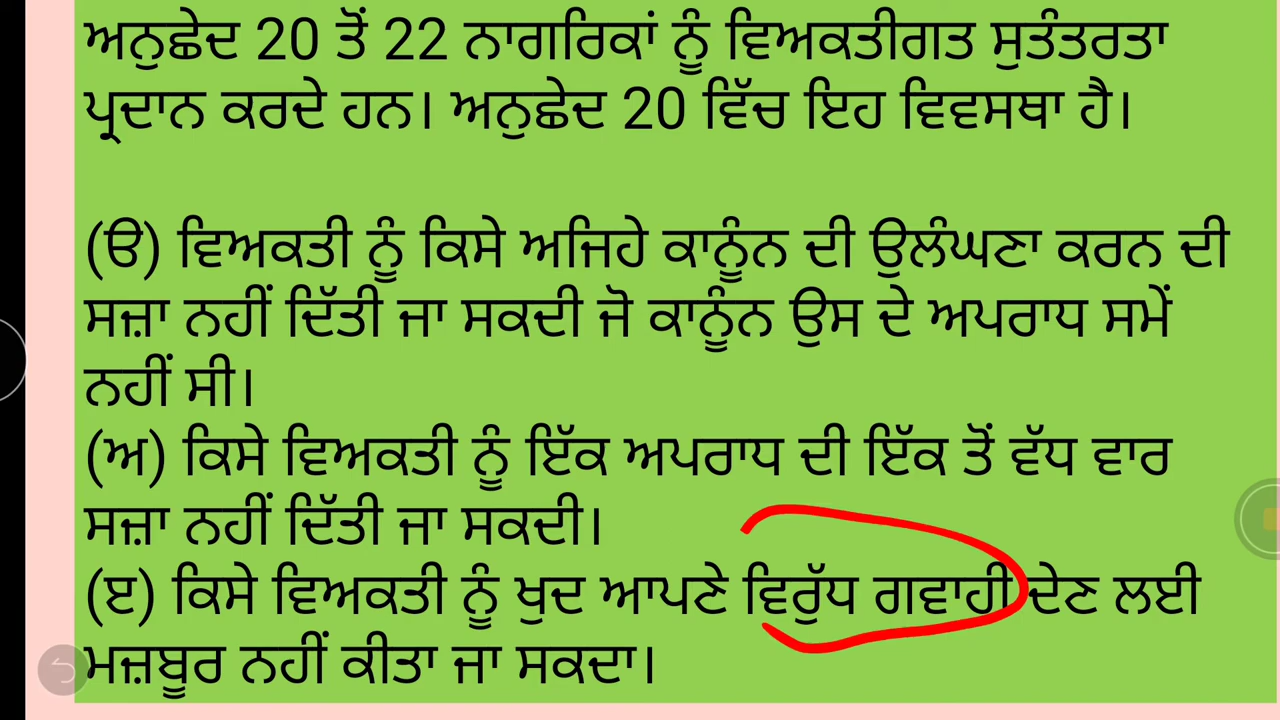 ਅਨੁਛੇਦ 20 ਤੋਂ 22 ਨਾਗਰਿਕਾਂ ਨੂੰ ਵਿਅਕਤੀਗਤ ਸੁਤੰਤਰਤਾ
ਪ੍ਰਦਾਨ ਕਰਦੇ ਹਨ। ਅਨੁਛੇਦ 20 ਵਿੱਚ ਇਹ ਵਿਵਸਥਾ ਹੈ।
(ੳ) ਵਿਅਕਤੀ ਨੂੰ ਕਿਸੇ ਅਜਿਹੇ ਕਾਨੂੰਨ ਦੀ ਉਲੰਘਣਾ ਕਰਨ ਦੀ
ਸਜ਼ਾ ਨਹੀਂ ਦਿੱਤੀ ਜਾ ਸਕਦੀ ਜੋ ਕਾਨੂੰਨ ਉਸ ਦੇ ਅਪਰਾਧ ਸਮੇਂ
ਨਹੀਂ ਸੀ।
(ਅ) ਕਿਸੇ ਵਿਅਕਤੀ ਨੂੰ ਇੱਕ ਅਪਰਾਧ ਦੀ ਇੱਕ ਤੋਂ ਵੱਧ ਵਾਰ
ਸਜ਼ਾ ਨਹੀਂ ਦਿੱਤੀ ਜਾ ਸਕਦੀ।
(ੲ) ਕਿਸੇ ਵਿਅਕਤੀ ਨੂੰ ਖੁਦ ਆਪਣੇ ਵਿਰੁੱਧ ਗਵਾਹੀ ਦੇਣ ਲਈ
ਮਜ਼ਬੂਰ ਨਹੀਂ ਕੀਤਾ ਜਾ ਸਕਦਾ।